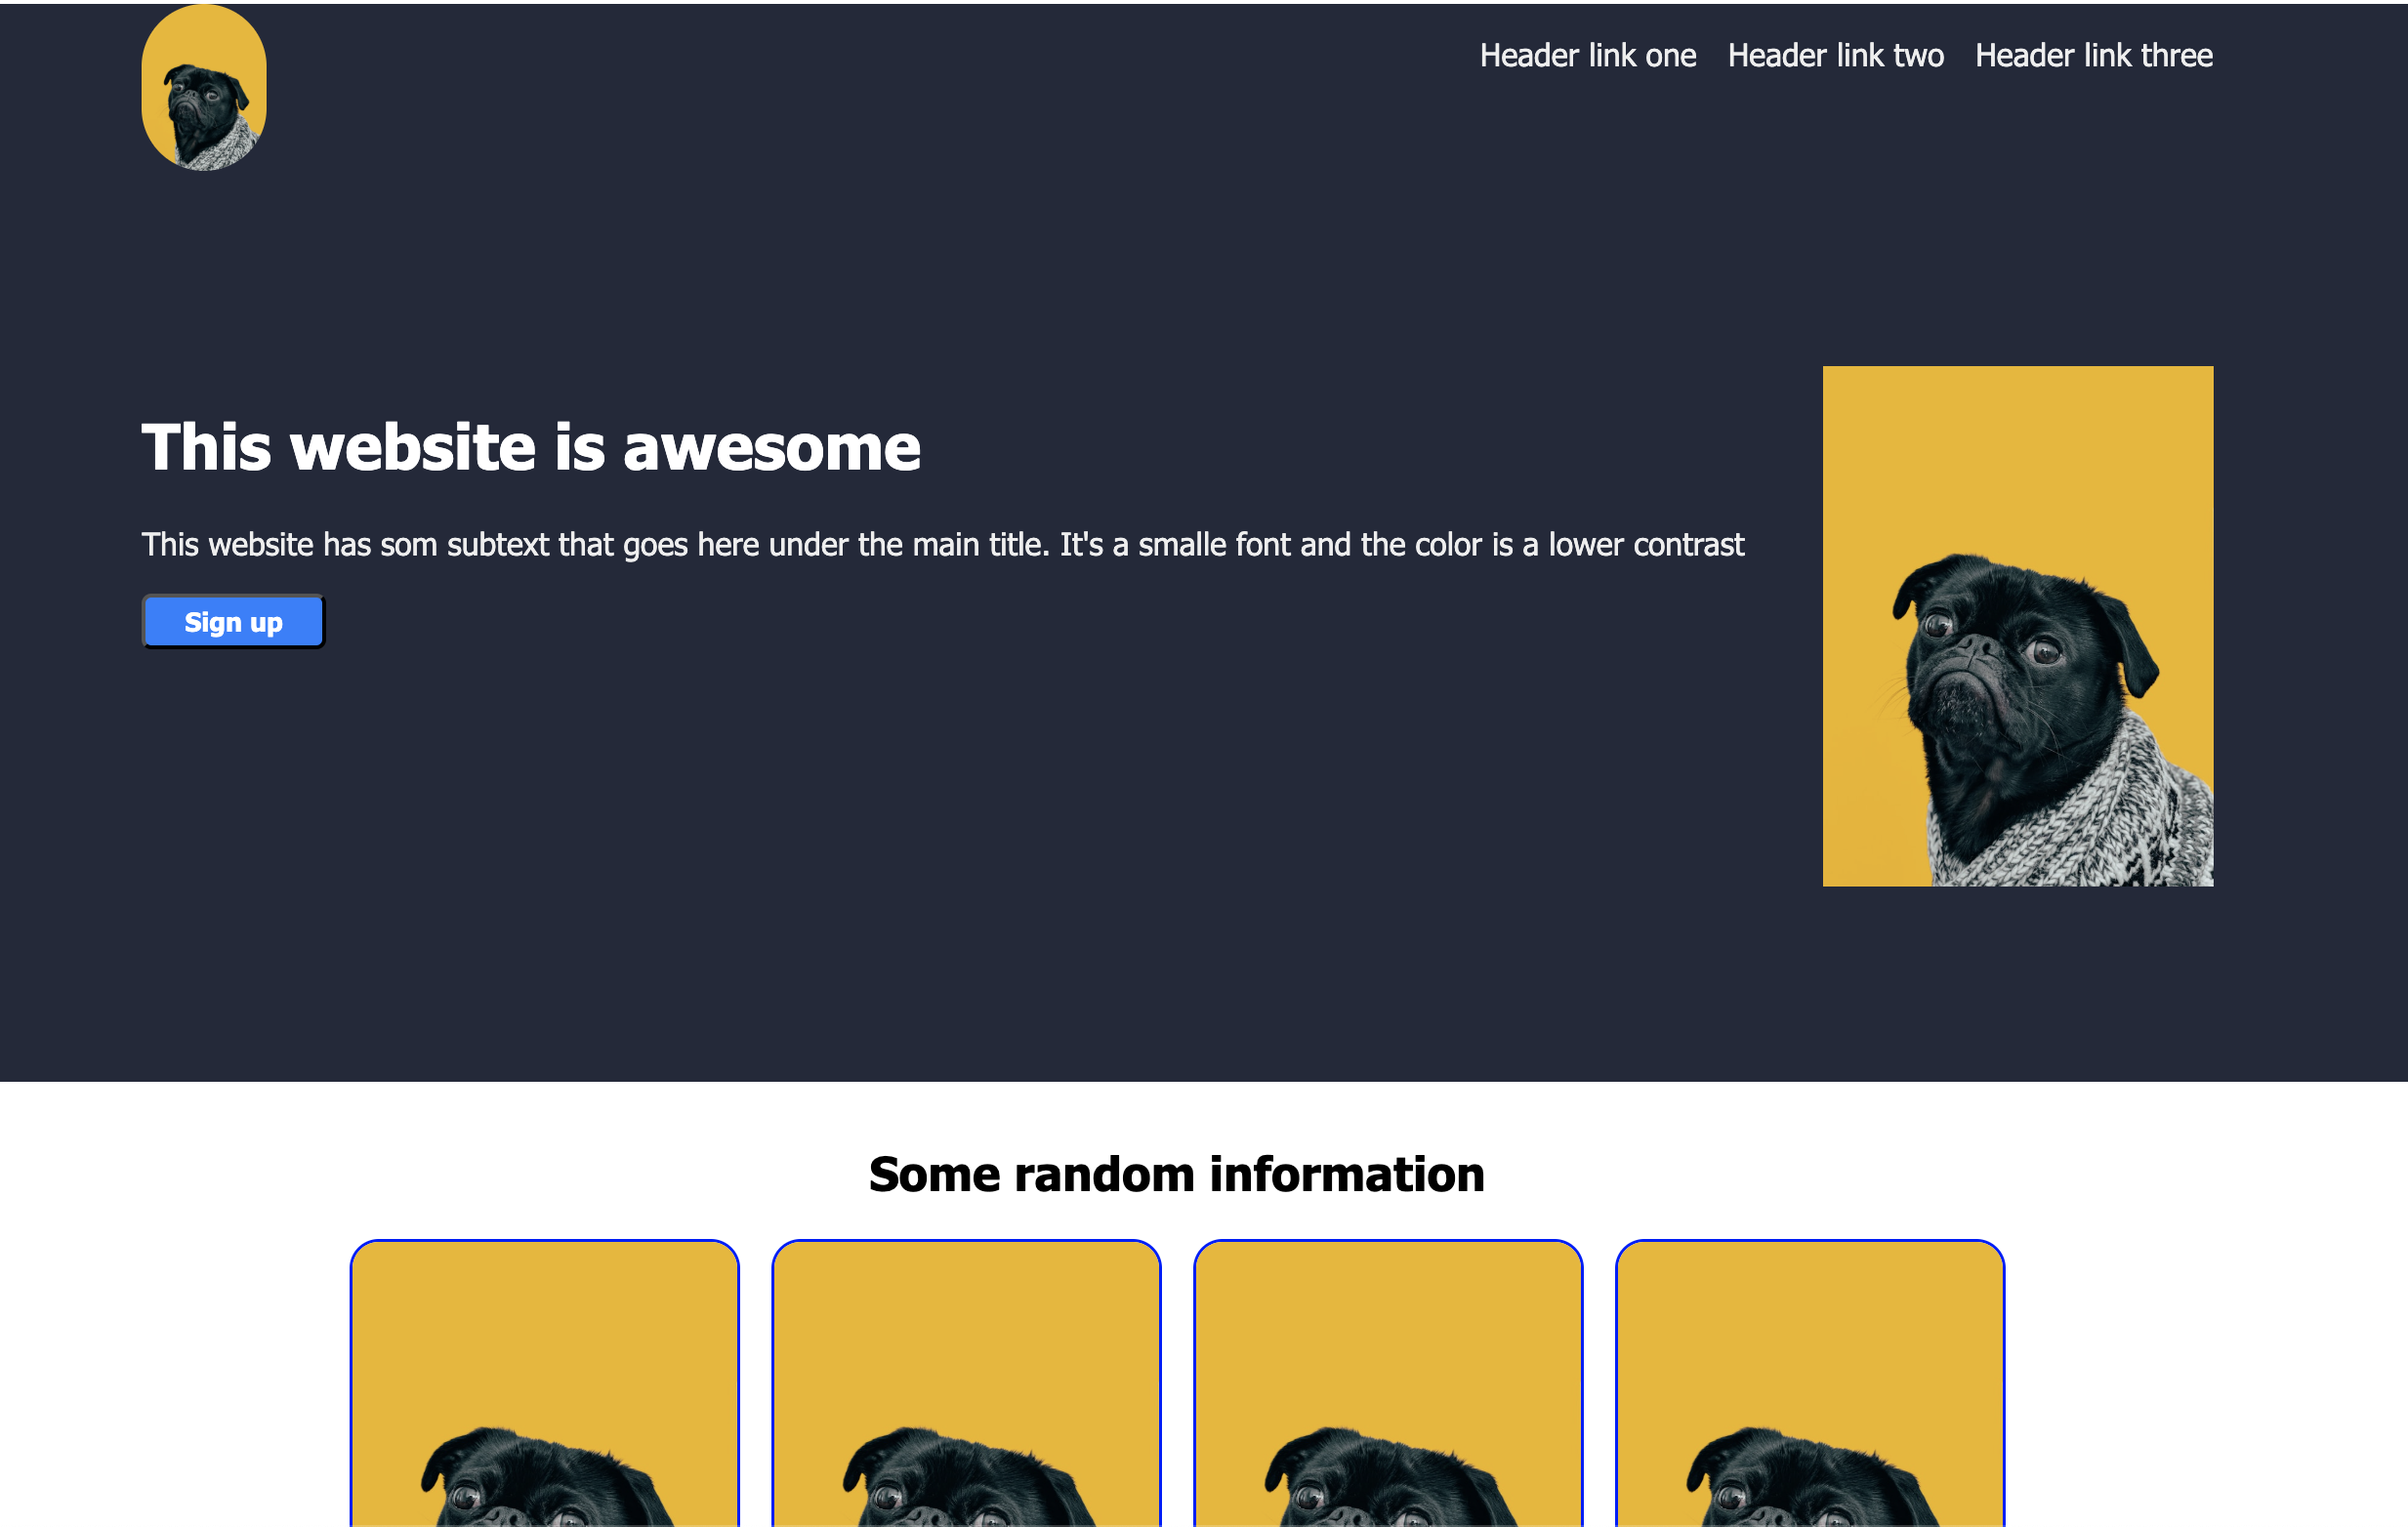 Header link one Header link two Header link three
This website is awesome
This website has som subtext that goes here under the main title. It's a smalle font and the color is a lower contrast
Sign up
Some random information